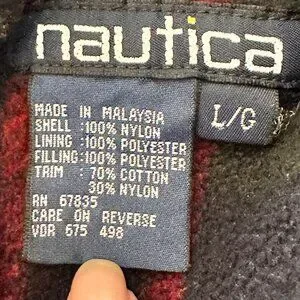 nautica
L/G
MADE IN MALAYSIA
SHELL :100% NYLON
LINING :100% POLYESTER
FILLING:100% POLYESTER
TRIM : 70% COTTON
30% NYLON
RN 67835
CARE ON REVERSE
VDR 675 498